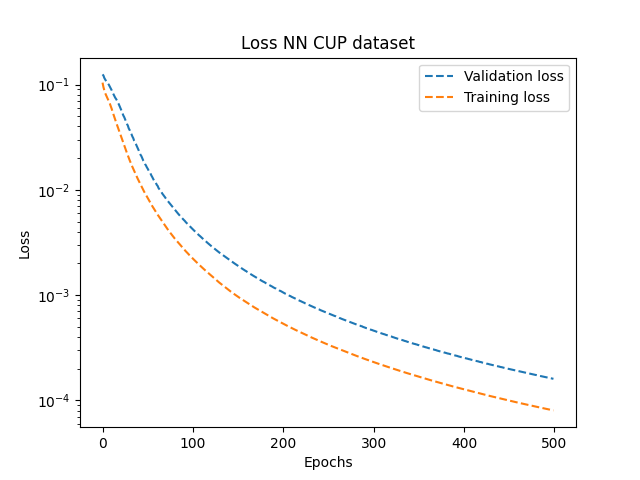 Loss NN CUP dataset
Validation loss
Training loss
Loss
10⁻¹
10⁻²
10⁻³
10⁻⁴
0 100 200 300 400 500
Epochs